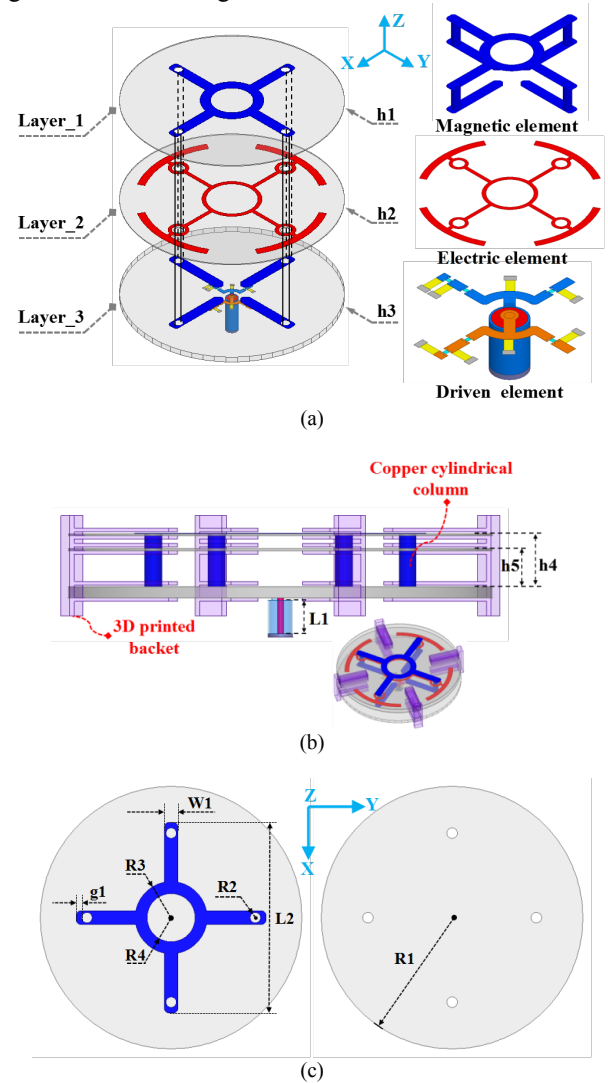 Z
X
Y
Magnetic element
Layer_1
h1
Layer_2
h2
Electric element
Layer_3
h3
Driven element
(a)
Copper cylindrical
column
h5
h4
L1
3D printed
backet
(b)
W1
Z
Y
X
R3
g1
R2
L2
R4
R1
(c)